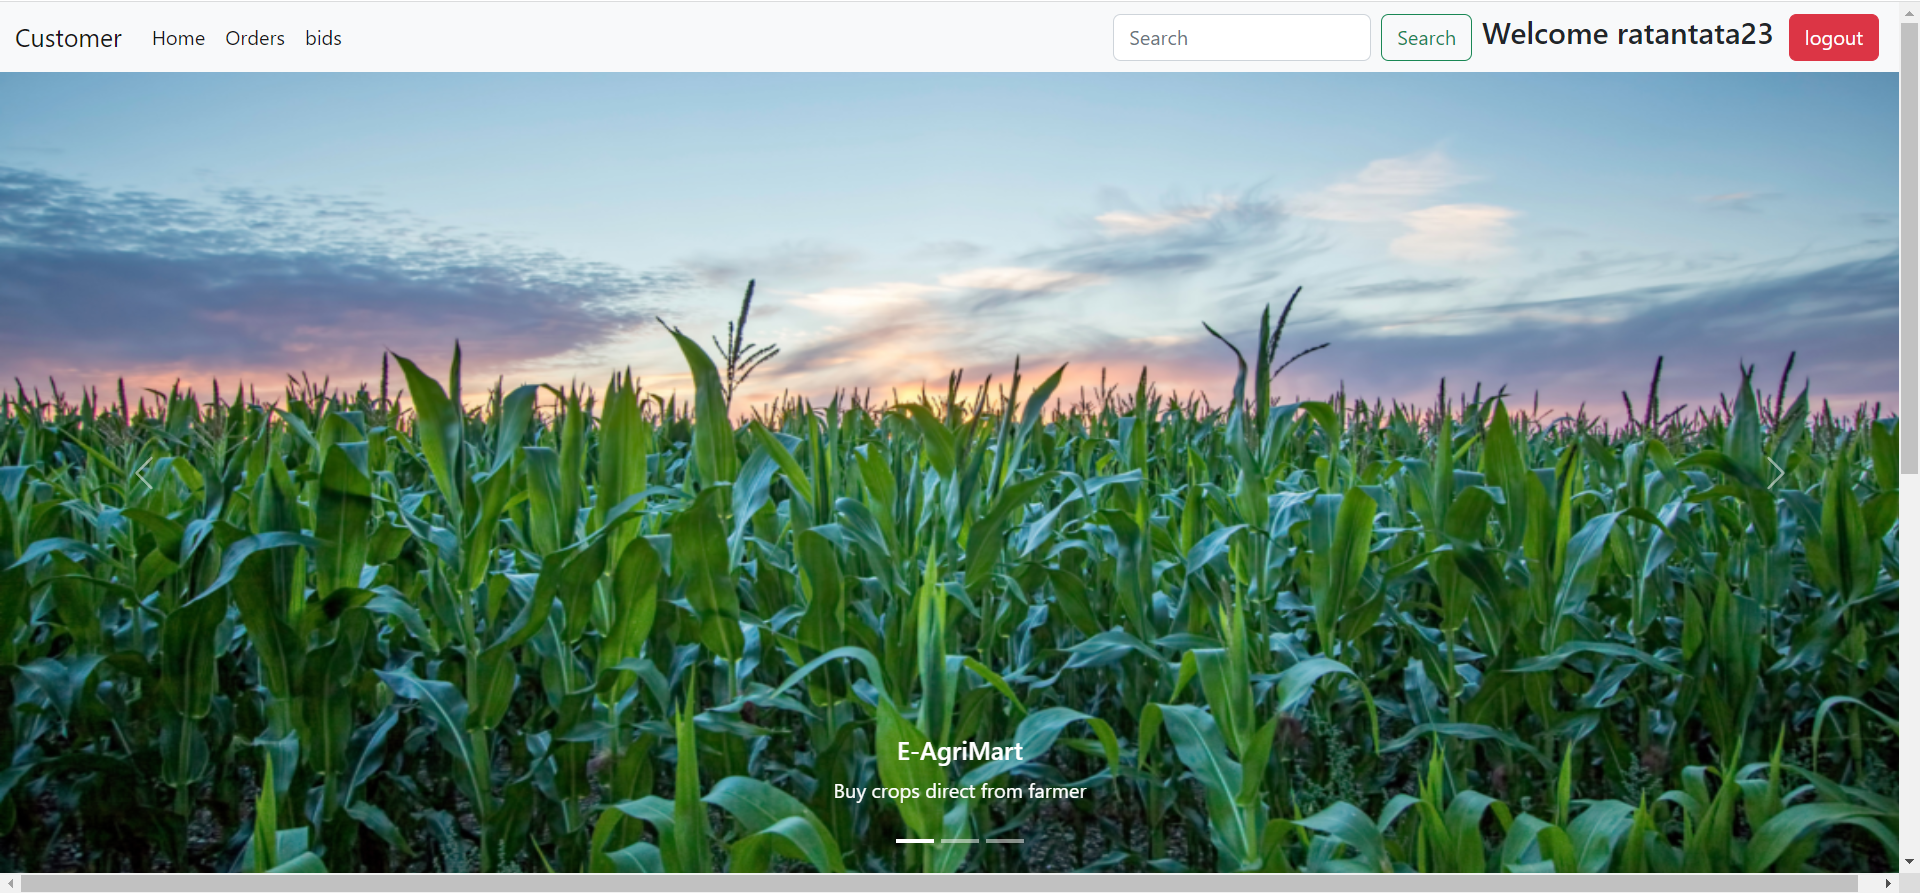 Customer Home Orders bids Search Search Welcome ratantata23 logout
E-AgriMart
Buy crops direct from farmer